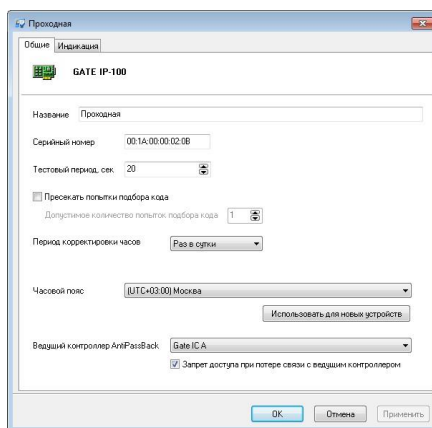 Проходная
Общие Индикация
GATE IP-100
Название Проходная
Серийный номер 00:1A:00:00:02:0B
Тестовый период, сек 20
Пресекать попытки подбора кода
Допустимое количество попыток подбора кода 1
Период корректировки часов Раз в сутки
Часовой пояс (UTC+03:00) Москва
Использовать для новых устройств
Ведущий контроллер AntiPassBack Gate IC A
Запрет доступа при потере связи с ведущим контроллером
OK Отмена Применить